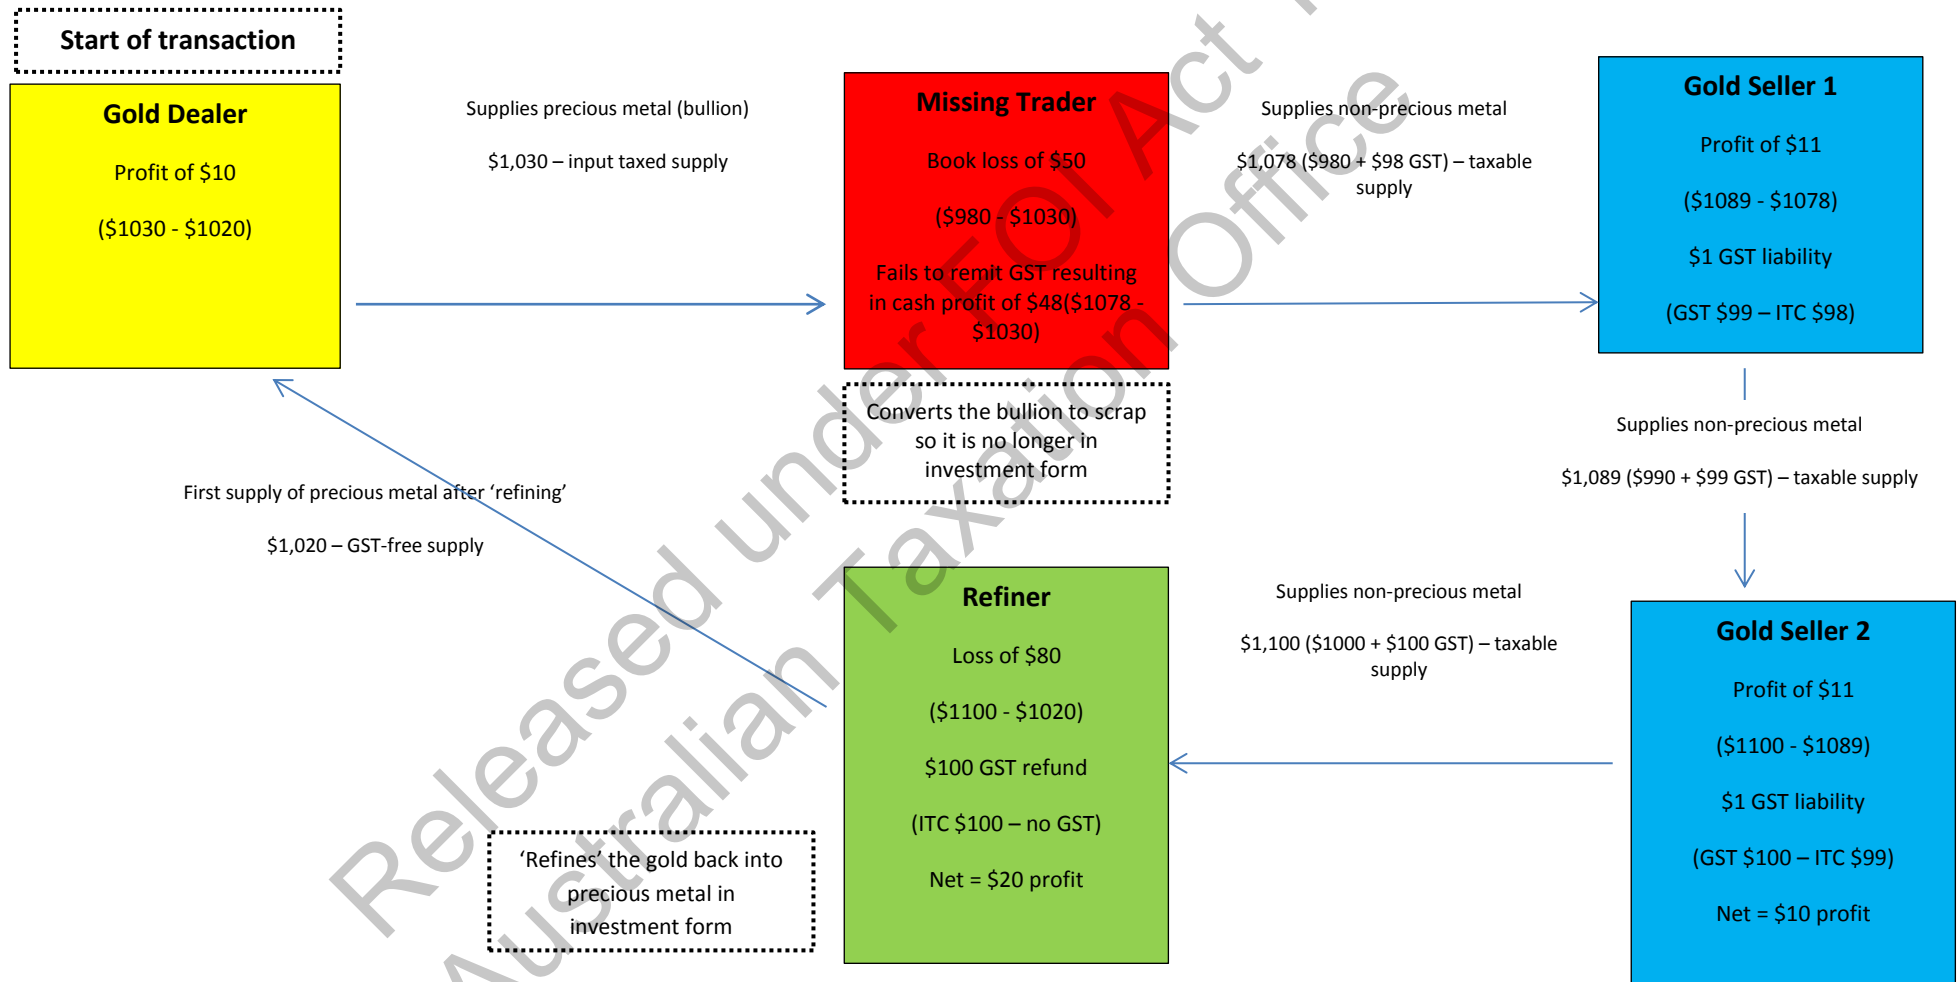 Start of transaction
Gold Dealer
Profit of $10
($1030 - $1020)
Supplies precious metal (bullion)
$1,030 – input taxed supply
Missing Trader
Book loss of $50
($980 - $1030)
Fails to remit GST resulting
in cash profit of $48($1078 -
$1030)
Converts the bullion to scrap
so it is no longer in
investment form
Supplies non-precious metal
$1,078 ($980 + $98 GST) – taxable
supply
Gold Seller 1
Profit of $11
($1089 - $1078)
$1 GST liability
(GST $99 – ITC $98)
Supplies non-precious metal
$1,089 ($990 + $99 GST) – taxable supply
Gold Seller 2
Profit of $11
($1100 - $1089)
$1 GST liability
(GST $100 – ITC $99)
Net = $10 profit
Supplies non-precious metal
$1,100 ($1000 + $100 GST) – taxable
supply
Refiner
Loss of $80
($1100 - $1020)
$100 GST refund
(ITC $100 – no GST)
Net = $20 profit
‘Refines’ the gold back into
precious metal in
investment form
First supply of precious metal after ‘refining’
$1,020 – GST-free supply
Released under FOI Act
Australian Taxation Office